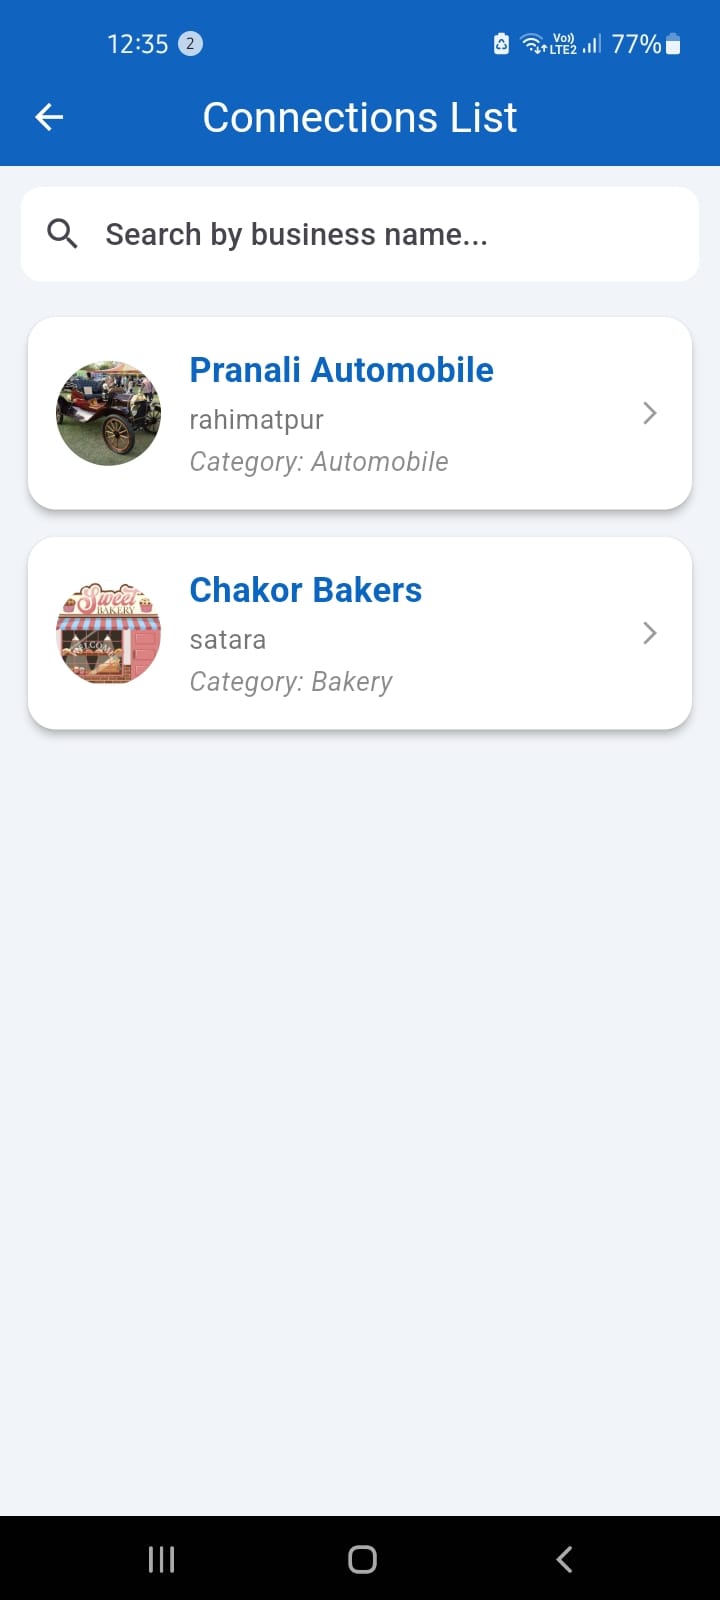 12:35 2 Vo)) LTE2 77%
Connections List
Search by business name...
Pranali Automobile
rahimatpur
Category: Automobile
Sweet
BAKERY
WELCOME
Chakor Bakers
satara
Category: Bakery